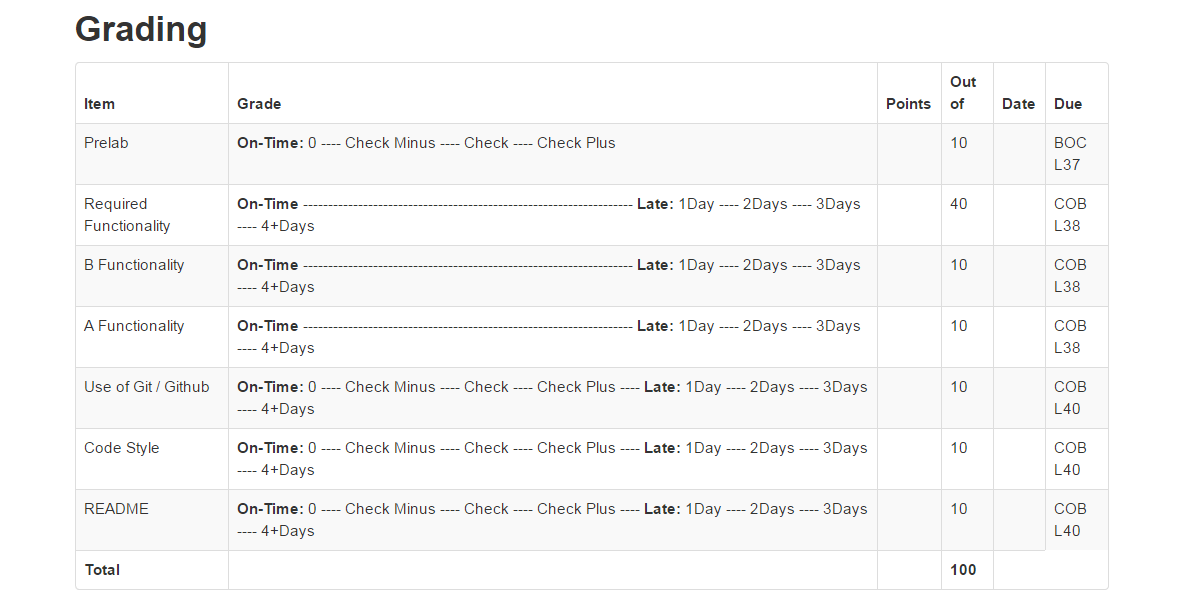 Grading
Item Grade Points Out of Date Due
Prelab On-Time: 0 ---- Check Minus ---- Check ---- Check Plus 10 BOC L37
Required Functionality On-Time ------------------------------------------------------------------ Late: 1Day ---- 2Days ---- 3Days ---- 4+Days 40 COB L38
B Functionality On-Time ------------------------------------------------------------------ Late: 1Day ---- 2Days ---- 3Days ---- 4+Days 10 COB L38
A Functionality On-Time ------------------------------------------------------------------ Late: 1Day ---- 2Days ---- 3Days ---- 4+Days 10 COB L38
Use of Git / Github On-Time: 0 ---- Check Minus ---- Check ---- Check Plus ---- Late: 1Day ---- 2Days ---- 3Days ---- 4+Days 10 COB L40
Code Style On-Time: 0 ---- Check Minus ---- Check ---- Check Plus ---- Late: 1Day ---- 2Days ---- 3Days ---- 4+Days 10 COB L40
README On-Time: 0 ---- Check Minus ---- Check ---- Check Plus ---- Late: 1Day ---- 2Days ---- 3Days ---- 4+Days 10 COB L40
Total 100